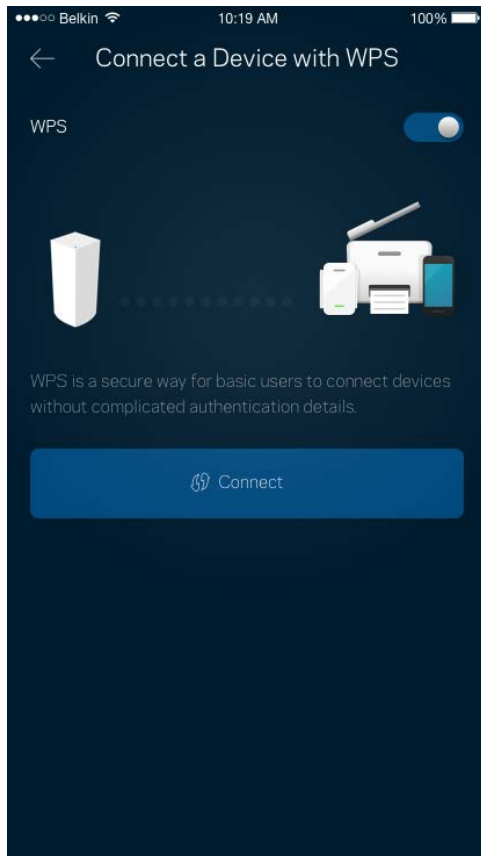 Belkin 10:19 AM 100%
Connect a Device with WPS
WPS
WPS is a secure way for basic users to connect devices
without complicated authentication details.
Connect